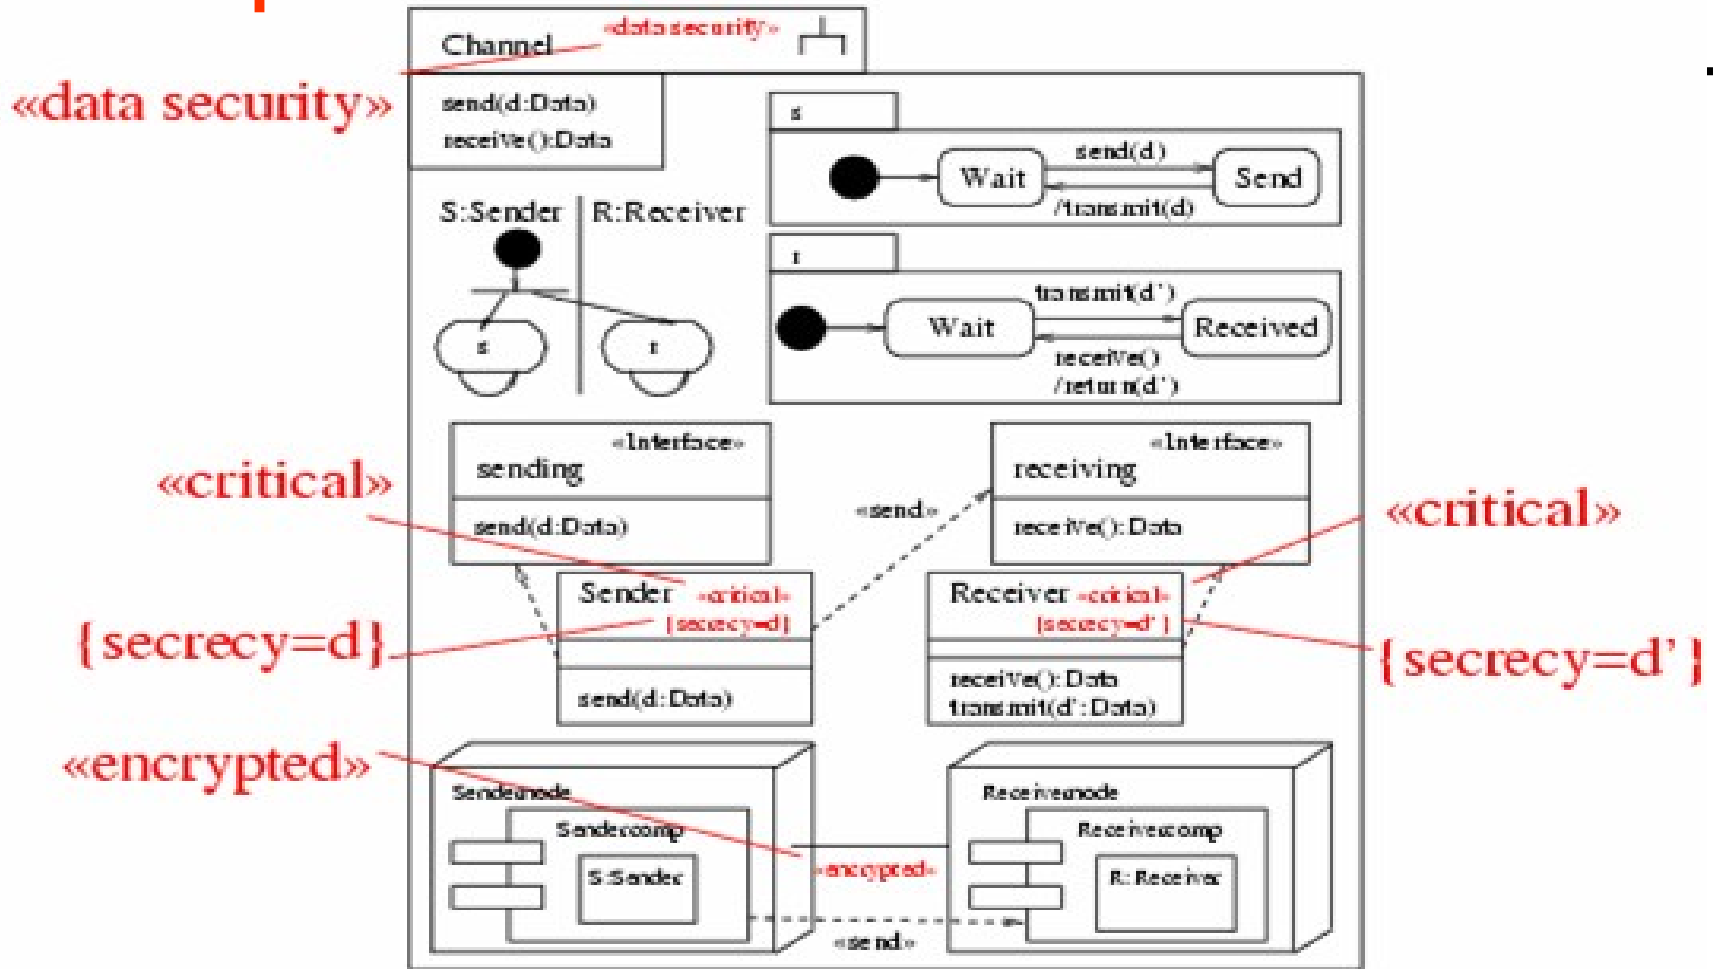 Channel «data security»
«data security»
send(d:Data)
receive():Data
s
Wait send(d) Send
/transmit(d)
S:Sender R:Receiver
r
transmit(d')
Wait Received
receive()
/return(d')
s r
«Interface»
sending
send(d:Data)
«critical»
«send»
«Interface»
receiving
receive():Data
«critical»
Sender «critical»
{secrecy=d}
send(d:Data)
{secrecy=d}
Receiver «critical»
{secrecy=d'}
receive():Data
transmit(d':Data)
{secrecy=d'}
«encrypted»
Sendernode
Sendercomp
S:Sender
«encrypted»
«send»
Receivernode
Receivercomp
R:Receiver